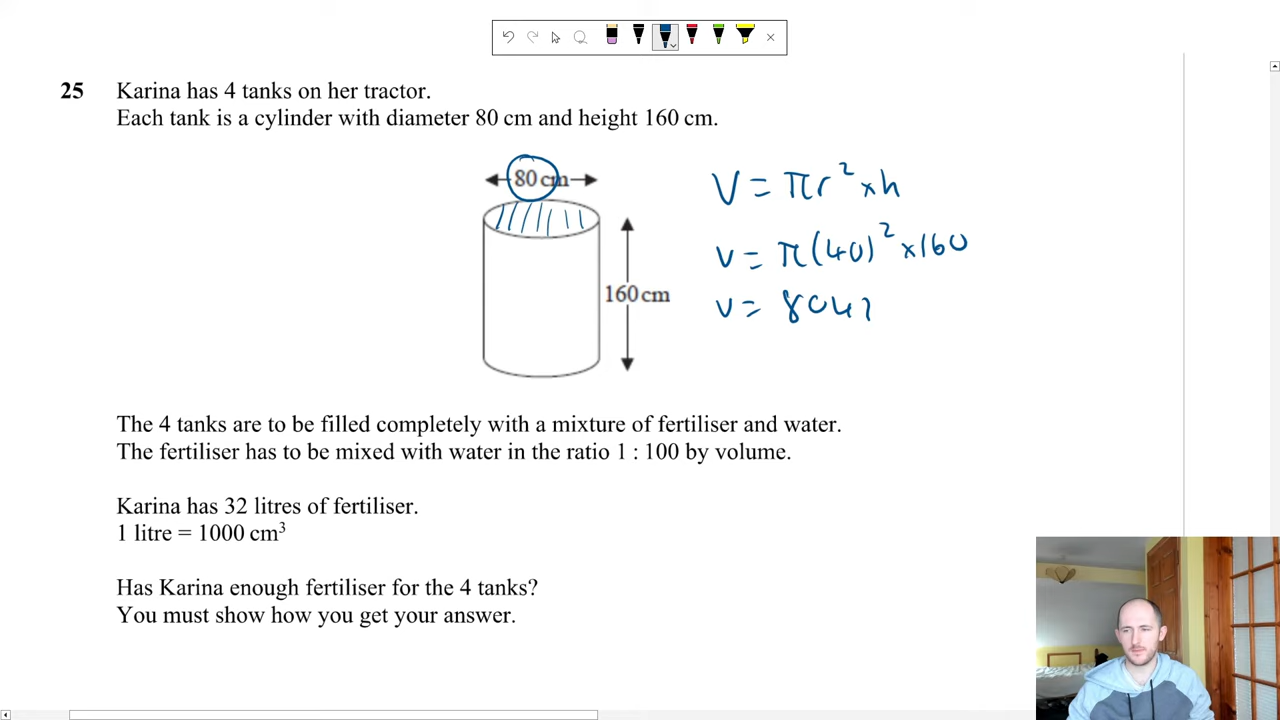 25 Karina has 4 tanks on her tractor.
Each tank is a cylinder with diameter 80 cm and height 160 cm.
80 cm
160 cm
V = πr² × h
V = π(40)² × 160
V = 8042
The 4 tanks are to be filled completely with a mixture of fertiliser and water.
The fertiliser has to be mixed with water in the ratio 1 : 100 by volume.
Karina has 32 litres of fertiliser.
1 litre = 1000 cm³
Has Karina enough fertiliser for the 4 tanks?
You must show how you get your answer.